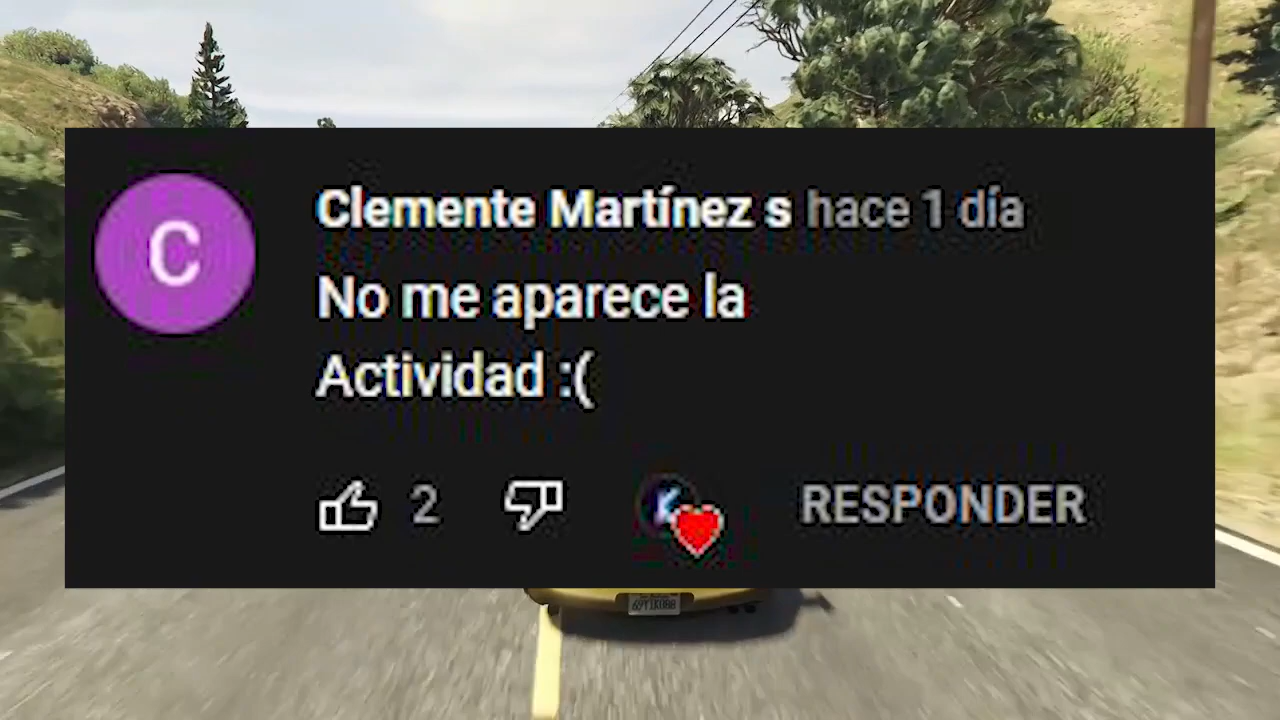 C
Clemente Martínez s hace 1 día
No me aparece la
Actividad :(
2
K
RESPONDER